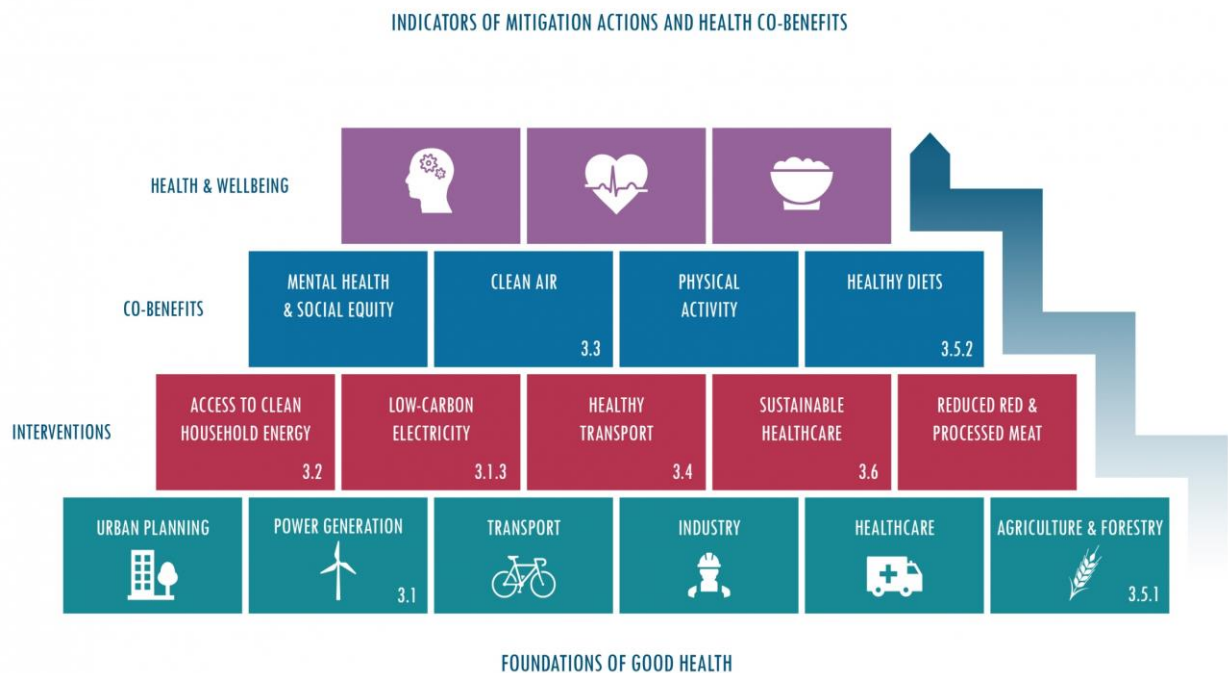 INDICATORS OF MITIGATION ACTIONS AND HEALTH CO-BENEFITS
HEALTH & WELLBEING
CO-BENEFITS
MENTAL HEALTH
& SOCIAL EQUITY
CLEAN AIR
3.3
PHYSICAL
ACTIVITY
HEALTHY DIETS
3.5.2
INTERVENTIONS
ACCESS TO CLEAN
HOUSEHOLD ENERGY
3.2
LOW-CARBON
ELECTRICITY
3.1.3
HEALTHY
TRANSPORT
3.4
SUSTAINABLE
HEALTHCARE
3.6
REDUCED RED &
PROCESSED MEAT
URBAN PLANNING
POWER GENERATION
3.1
TRANSPORT
INDUSTRY
HEALTHCARE
AGRICULTURE & FORESTRY
3.5.1
FOUNDATIONS OF GOOD HEALTH